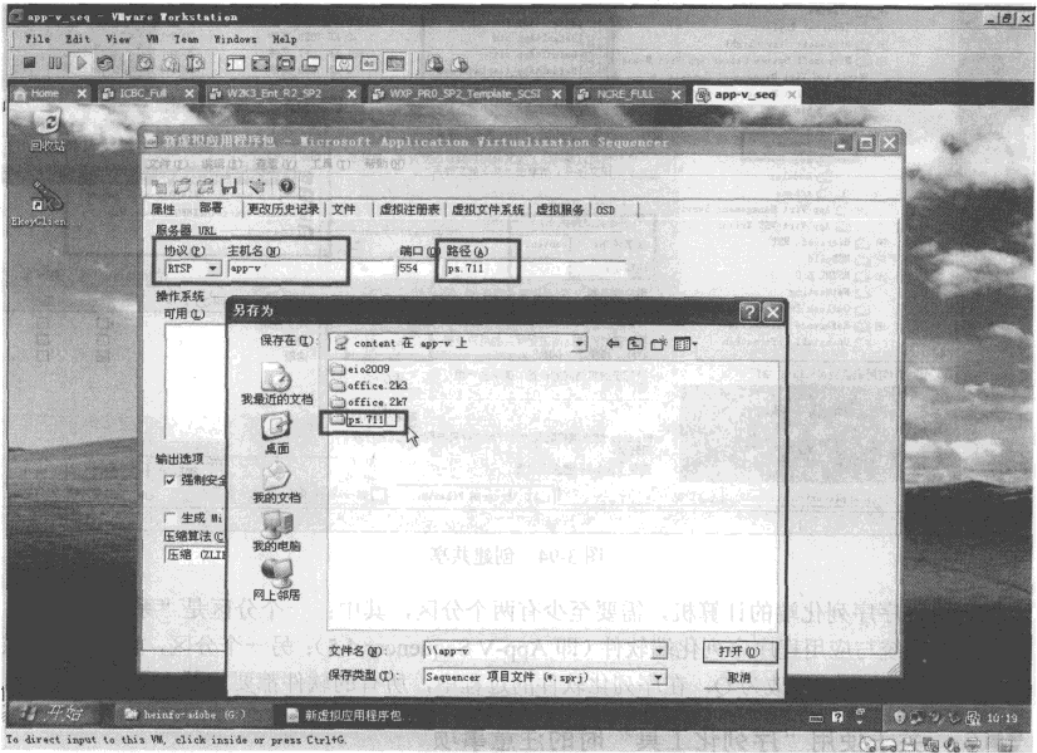 app-v_seq - VMware Workstation
File Edit View VM Team Windows Help
Home ICBC_Full W2K3_Ent_R2_SP2 WXP_PRO_SP2_Template_SCSI NCRE_FULL app-v_seq
回收站
新虚拟应用程序包 - Microsoft Application Virtualization Sequencer
文件(F) 编辑(E) 查看(V) 工具(T) 帮助(H)
EkeyClien...
属性 部署 更改历史记录 文件 虚拟注册表 虚拟文件系统 虚拟服务 OSD
服务器 URL
协议(P) 主机名(H) 端口(O) 路径(A)
RTSP app-v 554 ps.711
操作系统
可用(L)
另存为
保存在(I): content 在 app-v 上
eio2009
office.2k3
office.2k7
ps.711
我最近的文档
桌面
我的文档
我的电脑
网上邻居
输出选项
强制安全
生成 Mi
压缩算法(C
压缩 (ZLIB
文件名(N) \\app-v 打开(O)
保存类型(T): Sequencer 项目文件 (*.sprj) 取消
开始 heinfo-adobe (G:) 新虚拟应用程序包... 10:19
To direct input to this VM, click inside or press Ctrl+G.